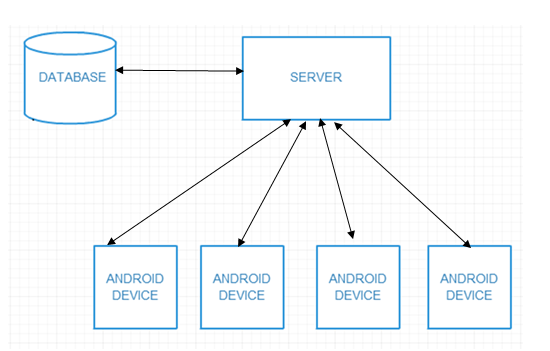 DATABASE
SERVER
ANDROID
DEVICE
ANDROID
DEVICE
ANDROID
DEVICE
ANDROID
DEVICE